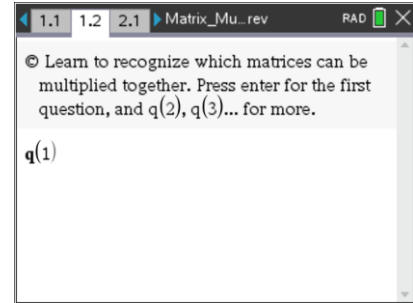 1.1 1.2 2.1 Matrix_Mu...rev RAD
© Learn to recognize which matrices can be
multiplied together. Press enter for the first
question, and q(2), q(3)... for more.
q(1)